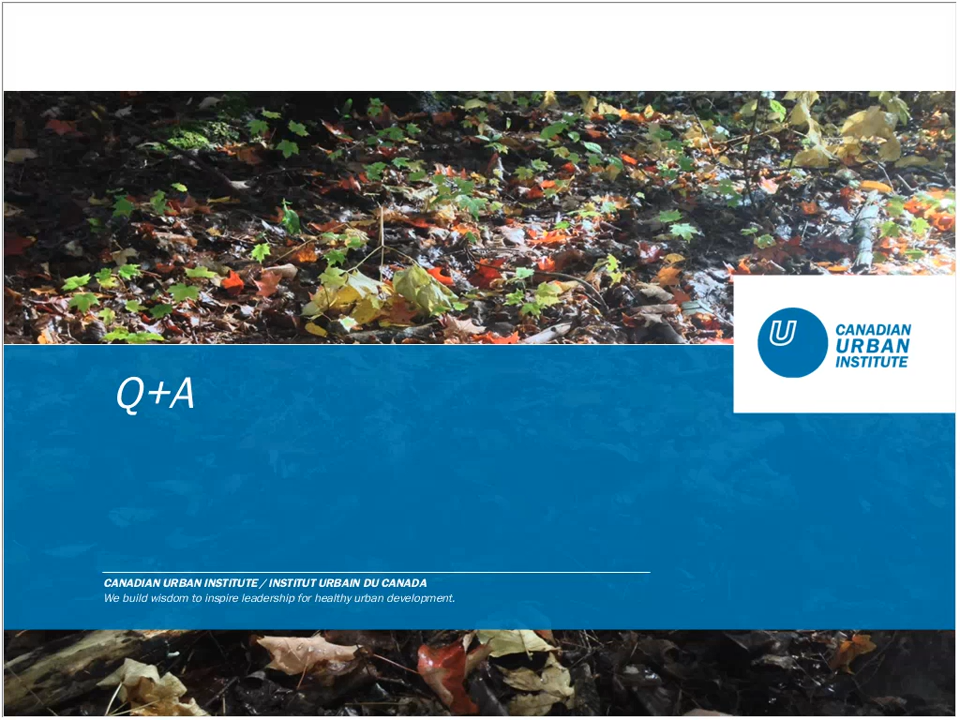 CANADIAN
URBAN
INSTITUTE
Q+A
CANADIAN URBAN INSTITUTE / INSTITUT URBAIN DU CANADA
We build wisdom to inspire leadership for healthy urban development.